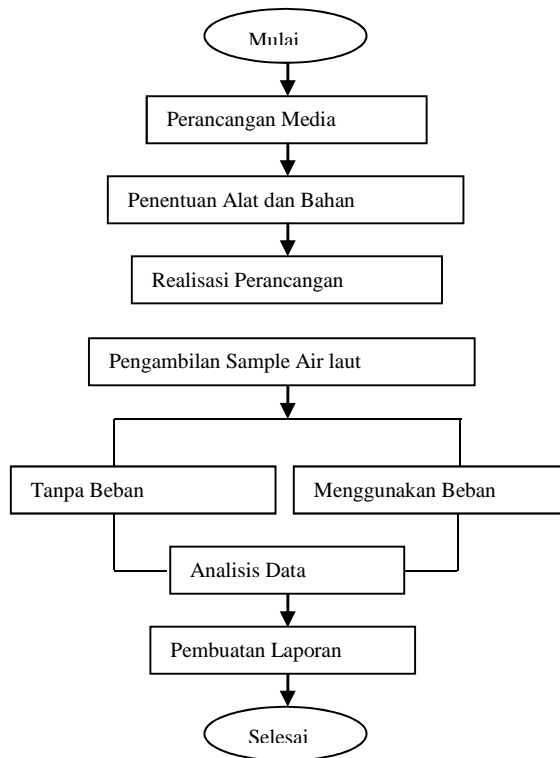 Mulai
Perancangan Media
Penentuan Alat dan Bahan
Realisasi Perancangan
Pengambilan Sample Air laut
Tanpa Beban
Menggunakan Beban
Analisis Data
Pembuatan Laporan
Selesai